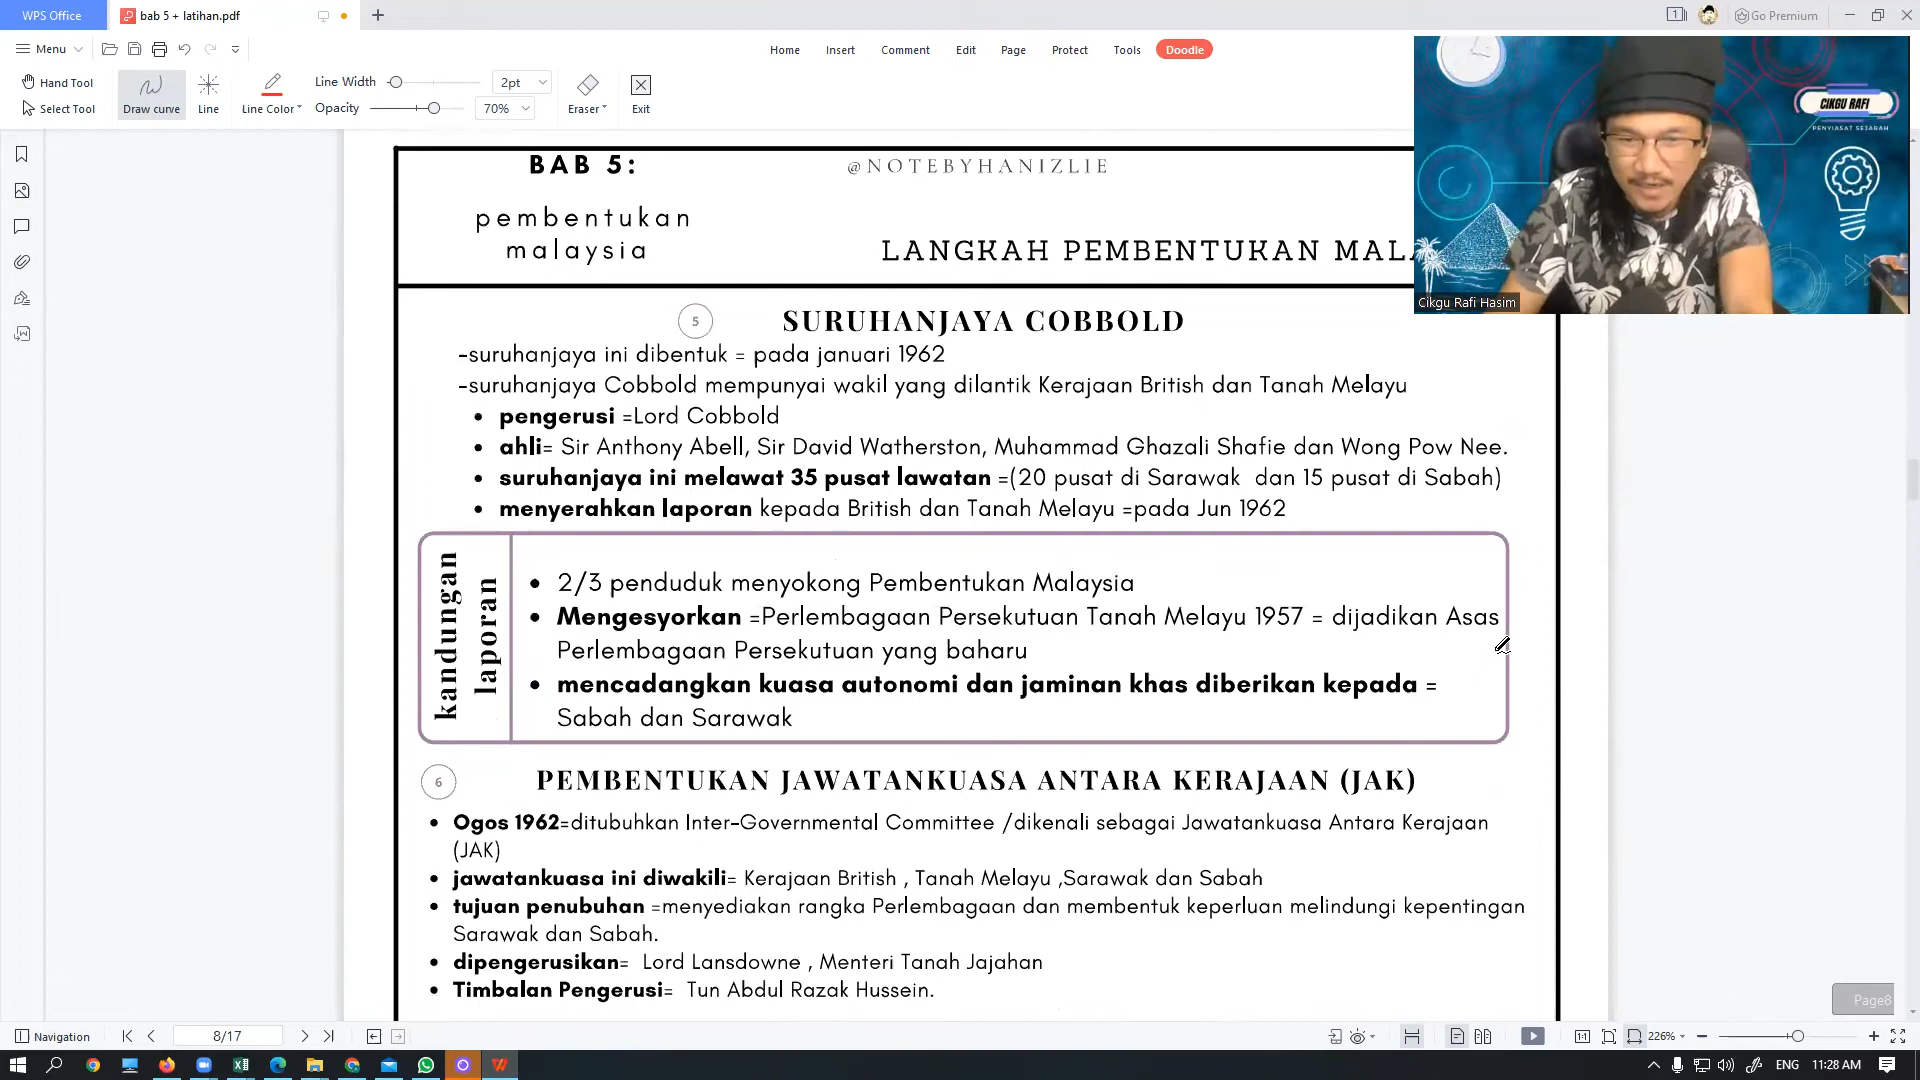 WPS Office
bab 5 + latihan.pdf
Go Premium
Menu
Home Insert Comment Edit Page Protect Tools Doodle
Hand Tool
Select Tool
Draw curve
Line
Line Color
Line Width 2pt
Opacity 70%
Eraser
Exit
CIKGU RAFI
PENYIASAT SEJARAH
Cikgu Rafi Hasim
BAB 5:
@NOTEBYHANIZLIE
pembentukan
malaysia
LANGKAH PEMBENTUKAN MALA
5 SURUHANJAYA COBBOLD
-suruhanjaya ini dibentuk = pada januari 1962
-suruhanjaya Cobbold mempunyai wakil yang dilantik Kerajaan British dan Tanah Melayu
• pengerusi =Lord Cobbold
• ahli= Sir Anthony Abell, Sir David Watherston, Muhammad Ghazali Shafie dan Wong Pow Nee.
• suruhanjaya ini melawat 35 pusat lawatan =(20 pusat di Sarawak dan 15 pusat di Sabah)
• menyerahkan laporan kepada British dan Tanah Melayu =pada Jun 1962
kandungan
laporan
• 2/3 penduduk menyokong Pembentukan Malaysia
• Mengesyorkan =Perlembagaan Persekutuan Tanah Melayu 1957 = dijadikan Asas
Perlembagaan Persekutuan yang baharu
• mencadangkan kuasa autonomi dan jaminan khas diberikan kepada =
Sabah dan Sarawak
6 PEMBENTUKAN JAWATANKUASA ANTARA KERAJAAN (JAK)
• Ogos 1962=ditubuhkan Inter-Governmental Committee /dikenali sebagai Jawatankuasa Antara Kerajaan
(JAK)
• jawatankuasa ini diwakili= Kerajaan British , Tanah Melayu ,Sarawak dan Sabah
• tujuan penubuhan =menyediakan rangka Perlembagaan dan membentuk keperluan melindungi kepentingan
Sarawak dan Sabah.
• dipengerusikan= Lord Lansdowne , Menteri Tanah Jajahan
• Timbalan Pengerusi= Tun Abdul Razak Hussein.
Page8
Navigation
8/17
226%
ENG
11:28 AM